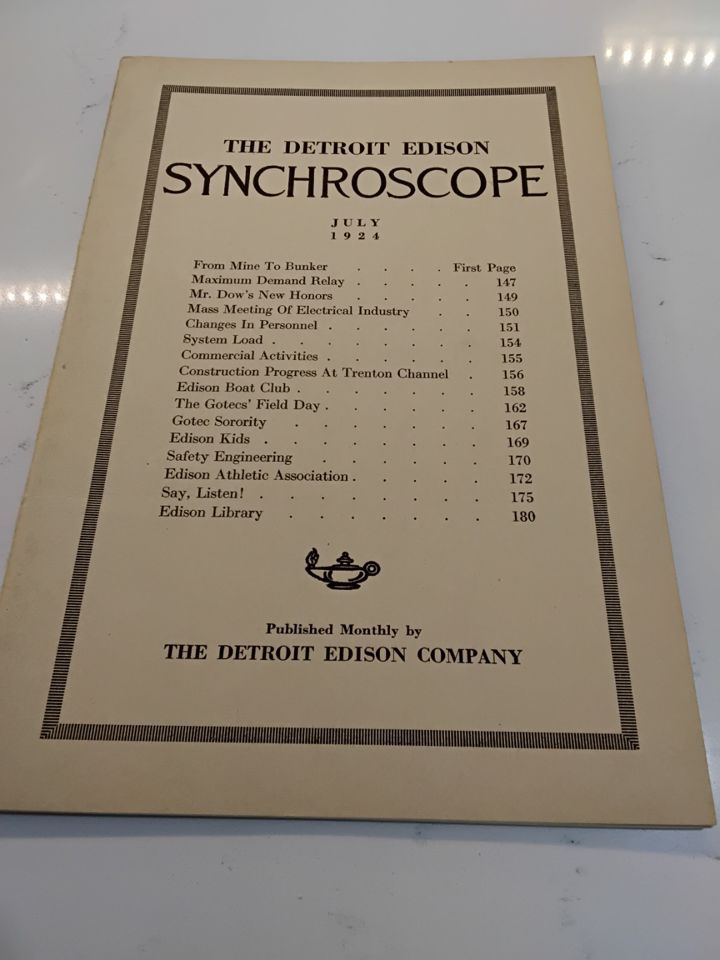 THE DETROIT EDISON
SYNCHROSCOPE
JULY
1924
From Mine To Bunker . . . . First Page
Maximum Demand Relay . . . . . 147
Mr. Dow's New Honors . . . . . 149
Mass Meeting Of Electrical Industry . . 150
Changes In Personnel . . . . . . 151
System Load . . . . . . . . 154
Commercial Activities . . . . . . 155
Construction Progress At Trenton Channel . 156
Edison Boat Club . . . . . . . 158
The Gotecs' Field Day . . . . . . 162
Gotec Sorority . . . . . . . 167
Edison Kids . . . . . . . . 169
Safety Engineering . . . . . . 170
Edison Athletic Association . . . . . 172
Say, Listen! . . . . . . . . 175
Edison Library . . . . . . . 180
Published Monthly by
THE DETROIT EDISON COMPANY